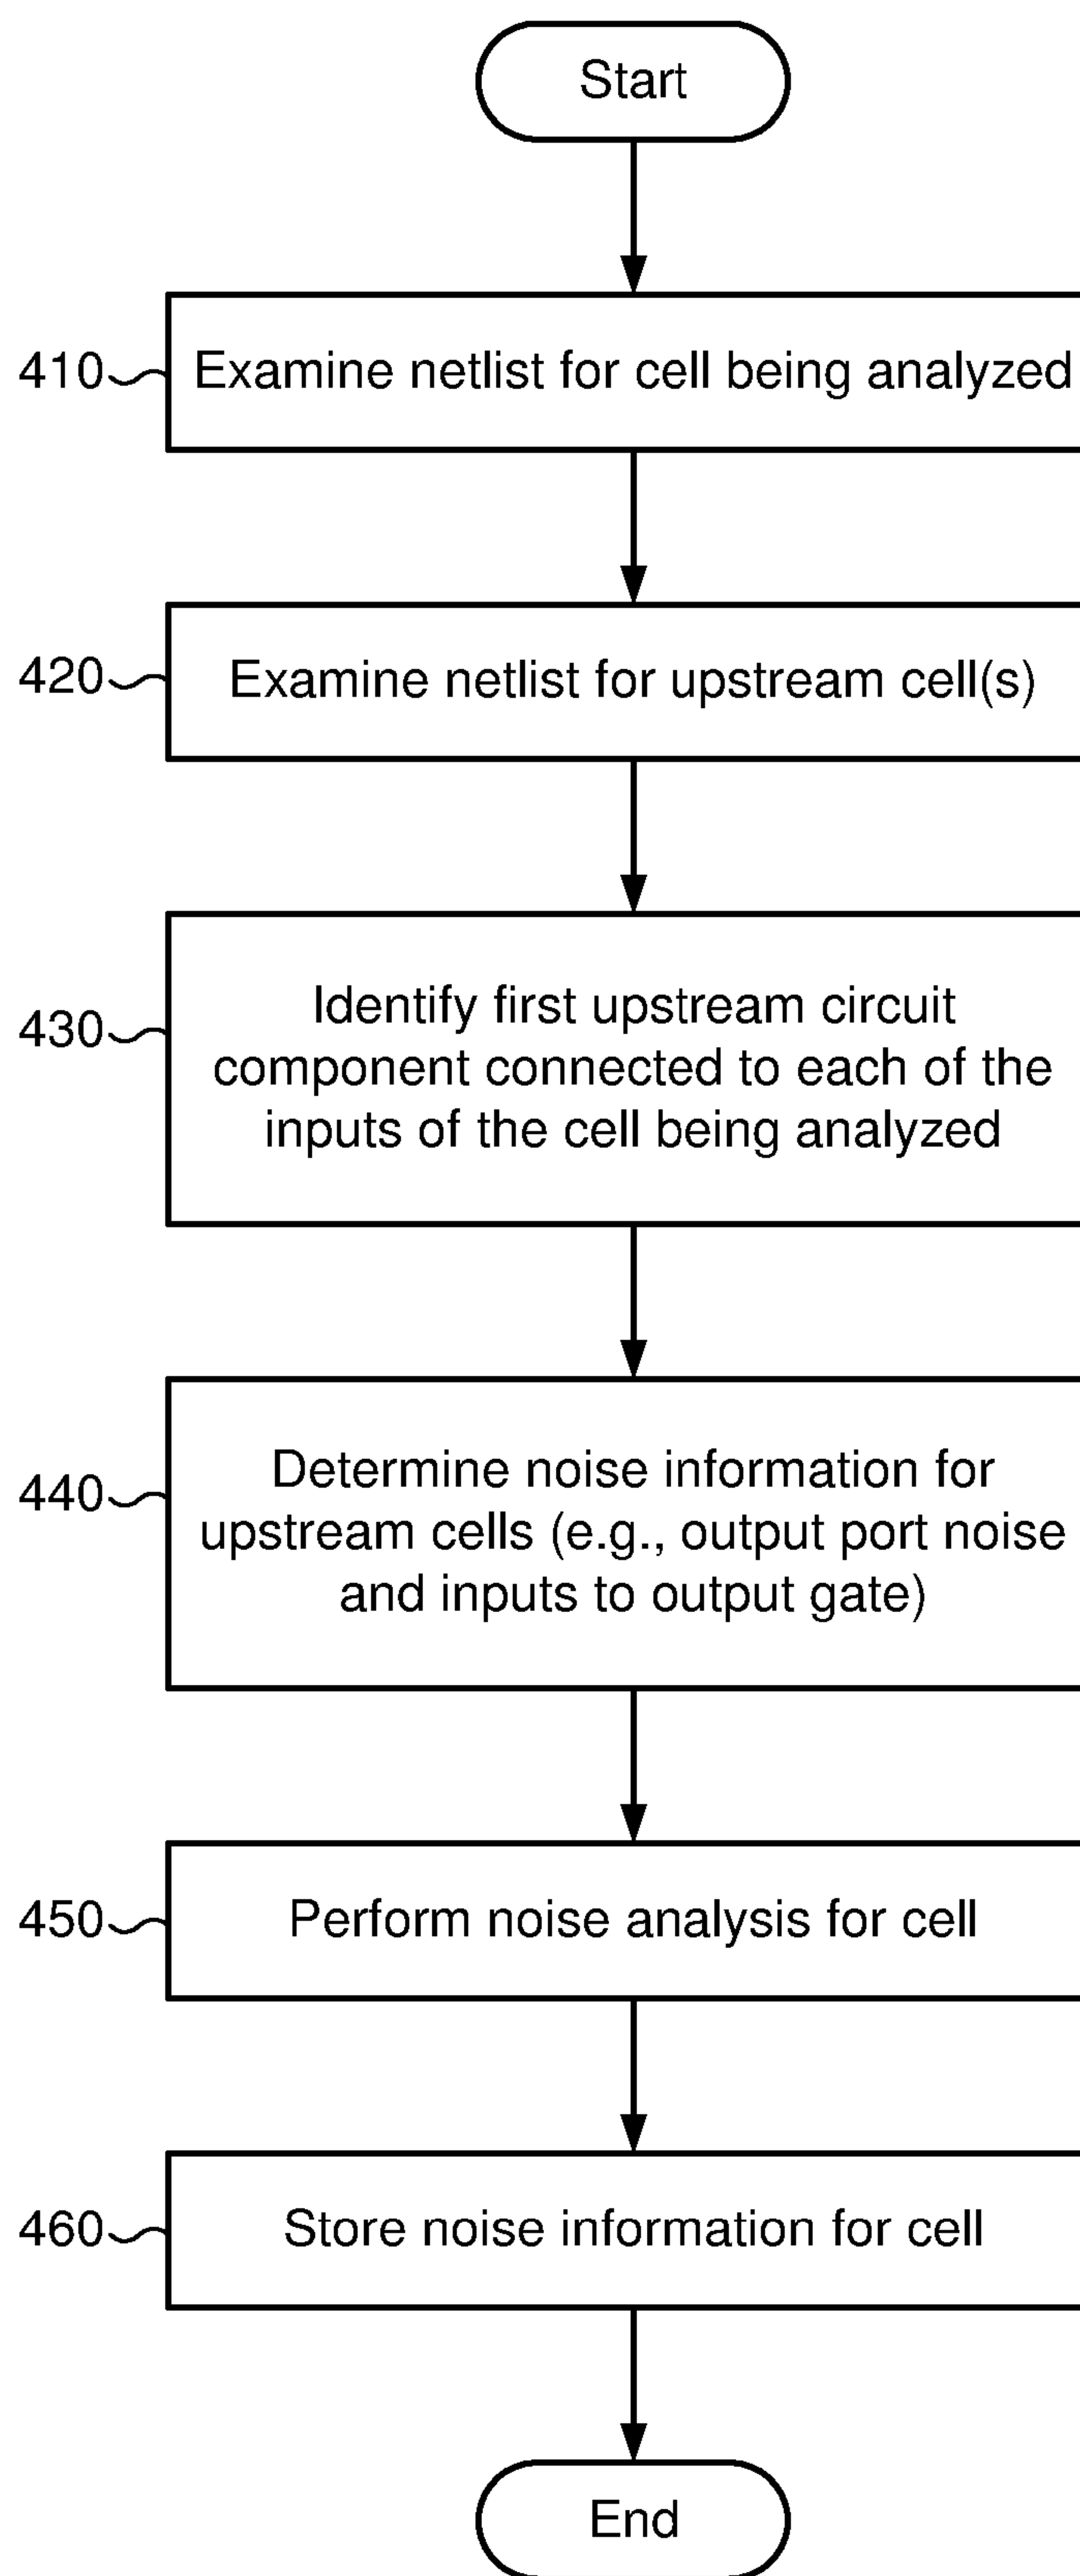 Start
410
Examine netlist for cell being analyzed
420
Examine netlist for upstream cell(s)
430
Identify first upstream circuit
component connected to each of the
inputs of the cell being analyzed
440
Determine noise information for
upstream cells (e.g., output port noise
and inputs to output gate)
450
Perform noise analysis for cell
460
Store noise information for cell
End